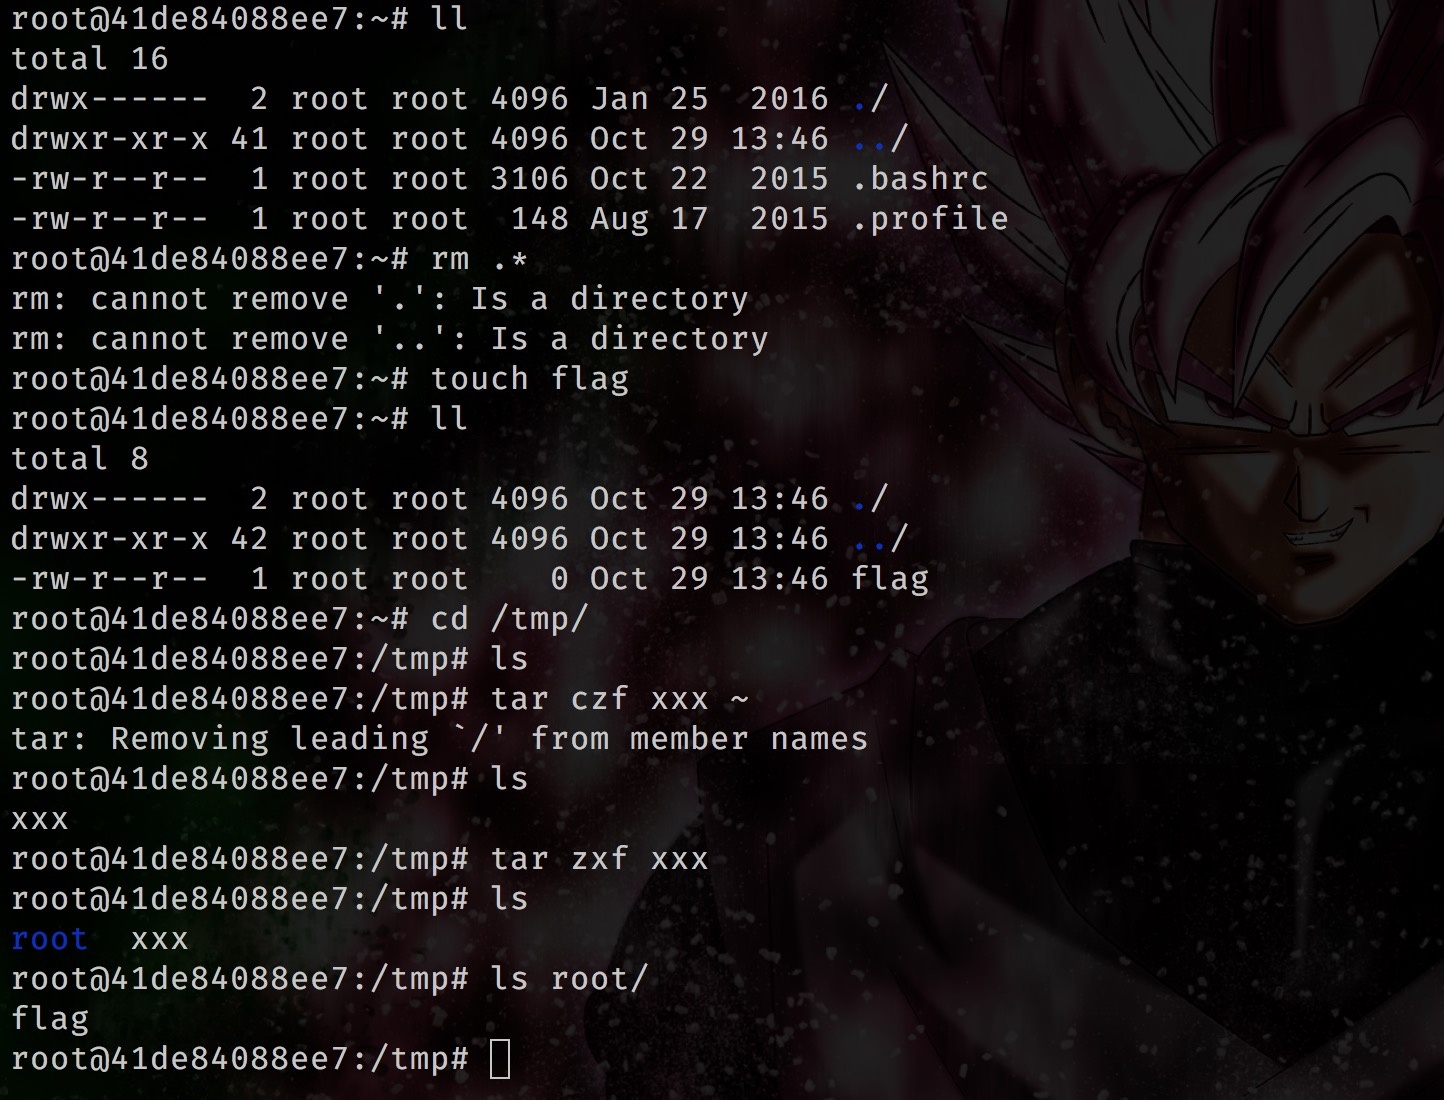 root@41de84088ee7:~# ll
total 16
drwx------  2 root root 4096 Jan 25  2016 ./
drwxr-xr-x 41 root root 4096 Oct 29 13:46 ../
-rw-r--r--  1 root root 3106 Oct 22  2015 .bashrc
-rw-r--r--  1 root root  148 Aug 17  2015 .profile
root@41de84088ee7:~# rm .*
rm: cannot remove '.': Is a directory
rm: cannot remove '..': Is a directory
root@41de84088ee7:~# touch flag
root@41de84088ee7:~# ll
total 8
drwx------  2 root root 4096 Oct 29 13:46 ./
drwxr-xr-x 42 root root 4096 Oct 29 13:46 ../
-rw-r--r--  1 root root    0 Oct 29 13:46 flag
root@41de84088ee7:~# cd /tmp/
root@41de84088ee7:/tmp# ls
root@41de84088ee7:/tmp# tar czf xxx ~
tar: Removing leading `/' from member names
root@41de84088ee7:/tmp# ls
xxx
root@41de84088ee7:/tmp# tar zxf xxx
root@41de84088ee7:/tmp# ls
root  xxx
root@41de84088ee7:/tmp# ls root/
flag
root@41de84088ee7:/tmp#